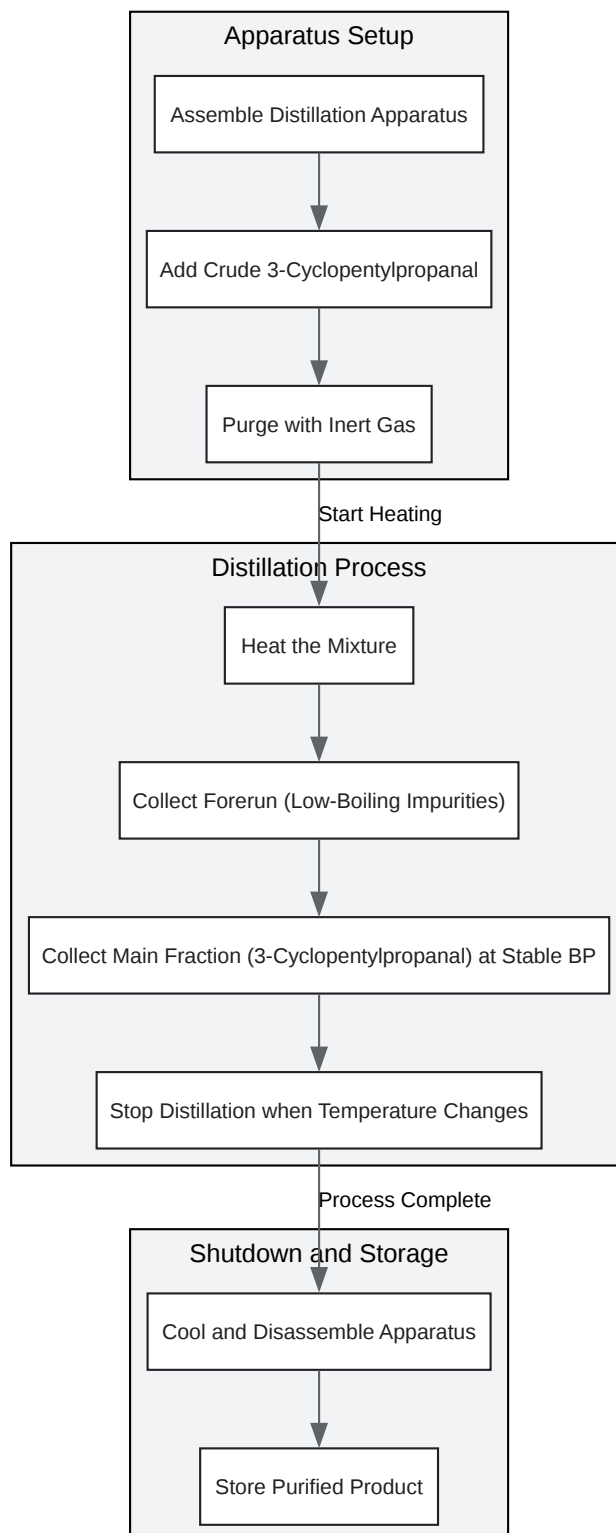 Apparatus Setup
Assemble Distillation Apparatus
Add Crude 3-Cyclopentylpropanal
Purge with Inert Gas
Start Heating
Distillation Process
Heat the Mixture
Collect Forerun (Low-Boiling Impurities)
Collect Main Fraction (3-Cyclopentylpropanal) at Stable BP
Stop Distillation when Temperature Changes
Process Complete
Shutdown and Storage
Cool and Disassemble Apparatus
Store Purified Product